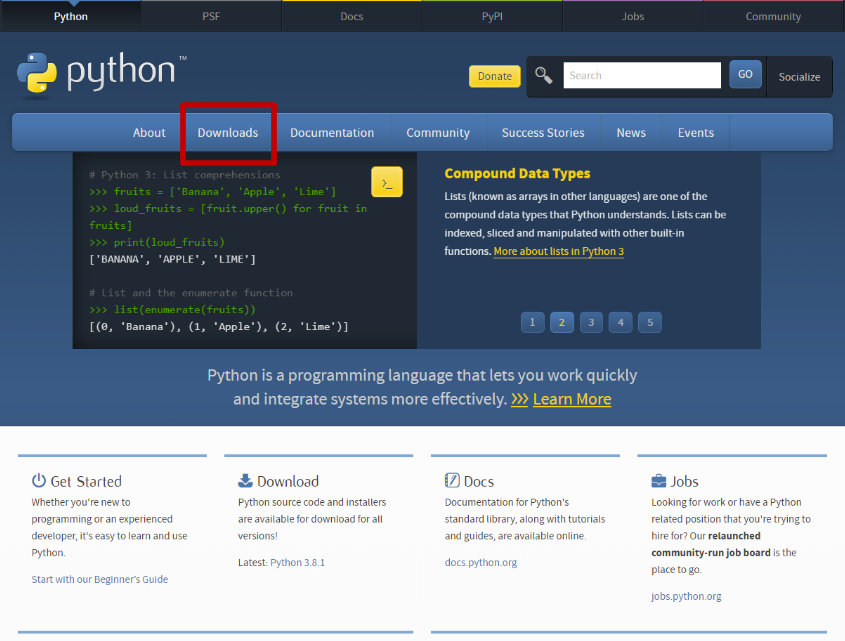 Python PSF Docs PyPI Jobs Community
python™
Donate Search GO Socialize
About Downloads Documentation Community Success Stories News Events
# Python 3: List comprehensions
>>> fruits = ['Banana', 'Apple', 'Lime']
>>> loud_fruits = [fruit.upper() for fruit in
fruits]
>>> print(loud_fruits)
['BANANA', 'APPLE', 'LIME']
# List and the enumerate function
>>> list(enumerate(fruits))
[(0, 'Banana'), (1, 'Apple'), (2, 'Lime')]
>_
Compound Data Types
Lists (known as arrays in other languages) are one of the
compound data types that Python understands. Lists can be
indexed, sliced and manipulated with other built-in
functions. More about lists in Python 3
1 2 3 4 5
Python is a programming language that lets you work quickly
and integrate systems more effectively. >>> Learn More
Get Started
Whether you're new to
programming or an experienced
developer, it's easy to learn and use
Python.
Start with our Beginner's Guide
Download
Python source code and installers
are available for download for all
versions!
Latest: Python 3.8.1
Docs
Documentation for Python's
standard library, along with tutorials
and guides, are available online.
docs.python.org
Jobs
Looking for work or have a Python
related position that you're trying to
hire for? Our relaunched
community-run job board is the
place to go.
jobs.python.org